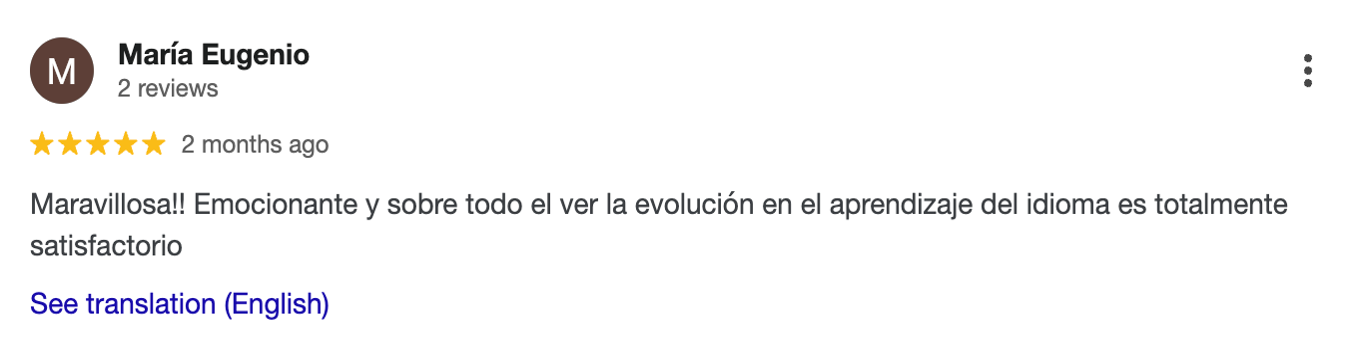 M
María Eugenio
2 reviews
2 months ago
Maravillosa!! Emocionante y sobre todo el ver la evolución en el aprendizaje del idioma es totalmente
satisfactorio
See translation (English)